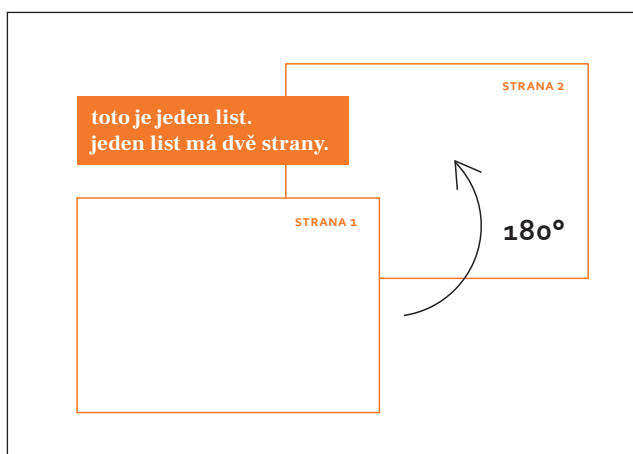 STRANA 2
toto je jeden list.
jeden list má dvě strany.
STRANA 1
180°